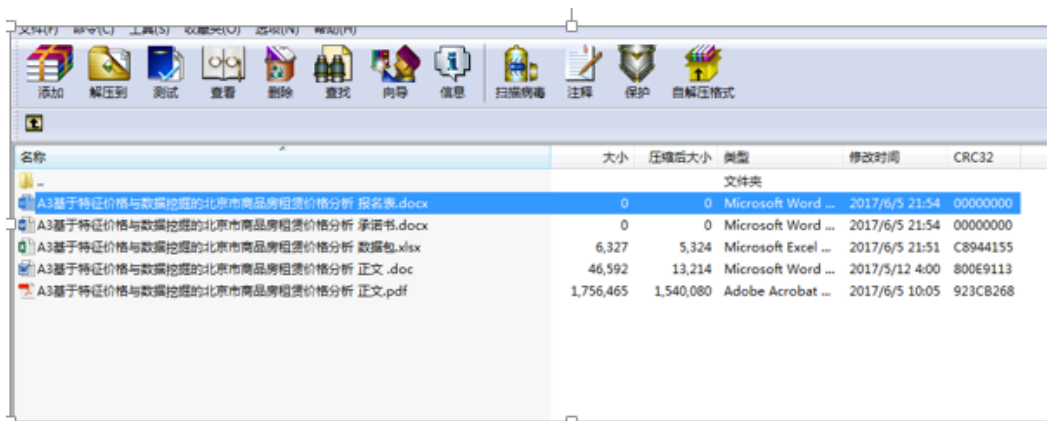 文件(F) 命令(C) 工具(S) 收藏夹(O) 选项(N) 帮助(H)
添加 解压到 测试 查看 删除 查找 向导 信息 扫描病毒 注释 保护 自解压格式
名称 大小 压缩后大小 类型 修改时间 CRC32
.. 文件夹
A3基于特征价格与数据挖掘的北京市商品房租赁价格分析 报名表.docx 0 0 Microsoft Word ... 2017/6/5 21:54 00000000
A3基于特征价格与数据挖掘的北京市商品房租赁价格分析 承诺书.docx 0 0 Microsoft Word ... 2017/6/5 21:54 00000000
A3基于特征价格与数据挖掘的北京市商品房租赁价格分析 数据包.xlsx 6,327 5,324 Microsoft Excel ... 2017/6/5 21:51 C8944155
A3基于特征价格与数据挖掘的北京市商品房租赁价格分析 正文 .doc 46,592 13,214 Microsoft Word ... 2017/5/12 4:00 800E9113
A3基于特征价格与数据挖掘的北京市商品房租赁价格分析 正文.pdf 1,756,465 1,540,080 Adobe Acrobat ... 2017/6/5 10:05 923CB268